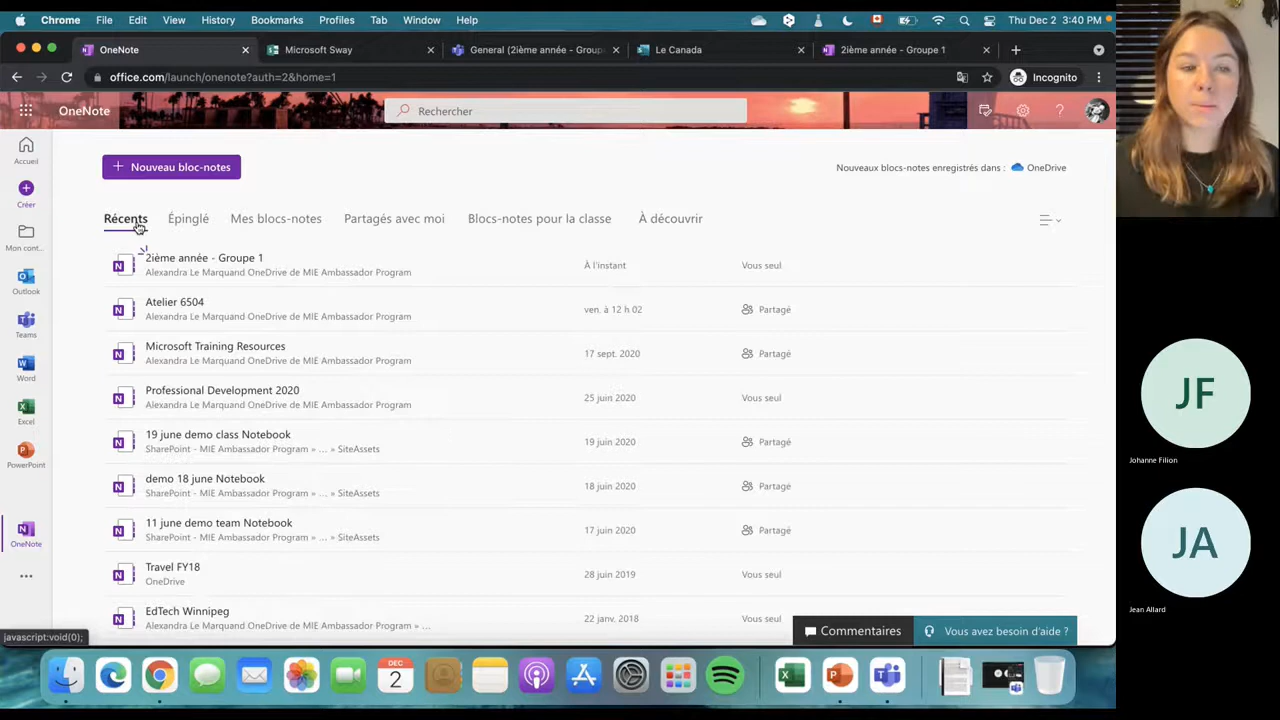 Chrome File Edit View History Bookmarks Profiles Tab Window Help Thu Dec 2 3:40 PM
OneNote Microsoft Sway General (2ième année - Groupe Le Canada 2ième année - Groupe 1
office.com/launch/onenote?auth=2&home=1 Incognito
OneNote Rechercher
Accueil
Créer
Mon cont...
Outlook
Teams
Word
Excel
PowerPoint
OneNote
+ Nouveau bloc-notes
Nouveaux blocs-notes enregistrés dans : OneDrive
Récents Épinglé Mes blocs-notes Partagés avec moi Blocs-notes pour la classe À découvrir
2ième année - Groupe 1
Alexandra Le Marquand OneDrive de MIE Ambassador Program
À l'instant Vous seul
Atelier 6504
Alexandra Le Marquand OneDrive de MIE Ambassador Program
ven. à 12 h 02 Partagé
Microsoft Training Resources
Alexandra Le Marquand OneDrive de MIE Ambassador Program
17 sept. 2020 Partagé
Professional Development 2020
Alexandra Le Marquand OneDrive de MIE Ambassador Program
25 juin 2020 Vous seul
19 june demo class Notebook
SharePoint - MIE Ambassador Program » ... » SiteAssets
19 juin 2020 Partagé
demo 18 june Notebook
SharePoint - MIE Ambassador Program » ... » SiteAssets
18 juin 2020 Partagé
11 june demo team Notebook
SharePoint - MIE Ambassador Program » ... » SiteAssets
17 juin 2020 Partagé
Travel FY18
OneDrive
28 juin 2019 Vous seul
EdTech Winnipeg
Alexandra Le Marquand OneDrive de MIE Ambassador Program » ...
22 janv. 2018 Vous seul
Commentaires Vous avez besoin d'aide ?
javascript:void(0);
DEC
2
JF
Johanne Filion
JA
Jean Allard